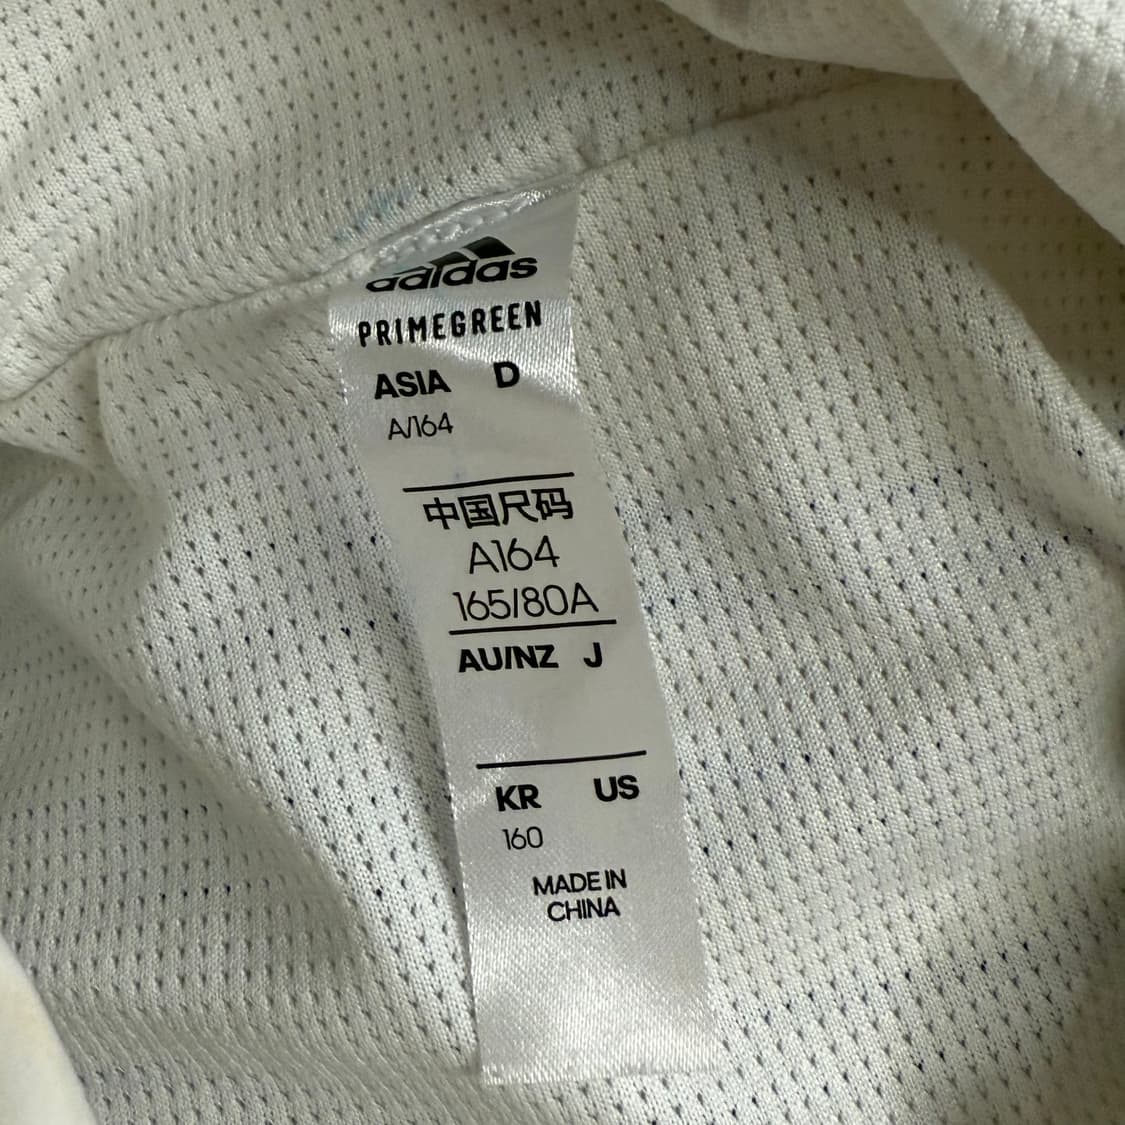 adidas
PRIMEGREEN
ASIA D
A/164
中国尺码
A164
165/80A
AU/NZ J
KR US
160
MADE IN
CHINA